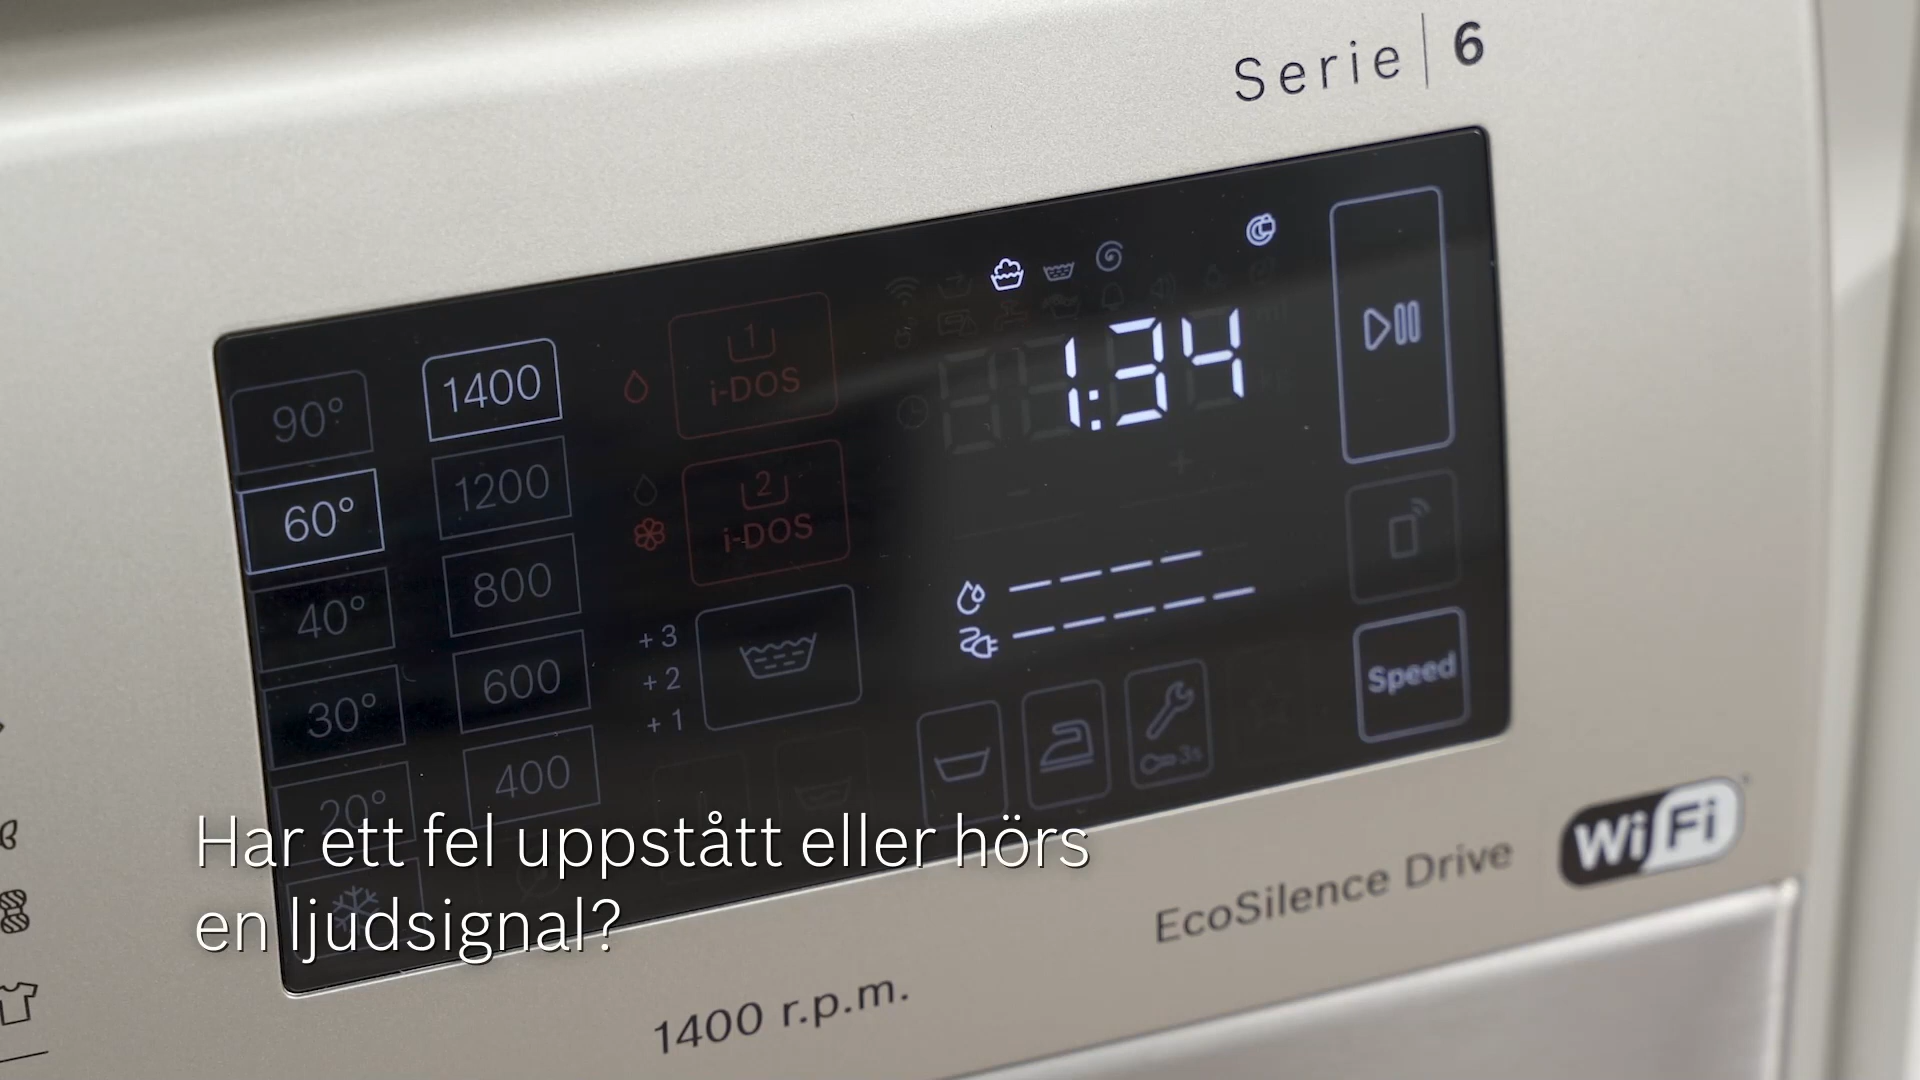 Serie | 6
1:34
90°
60°
40°
30°
20°
1400
1200
800
600
400
1
i-DOS
2
i-DOS
+ 3
+ 2
+ 1
3s
Speed
Har ett fel uppstått eller hörs
en ljudsignal?
EcoSilence Drive
WiFi
1400 r.p.m.